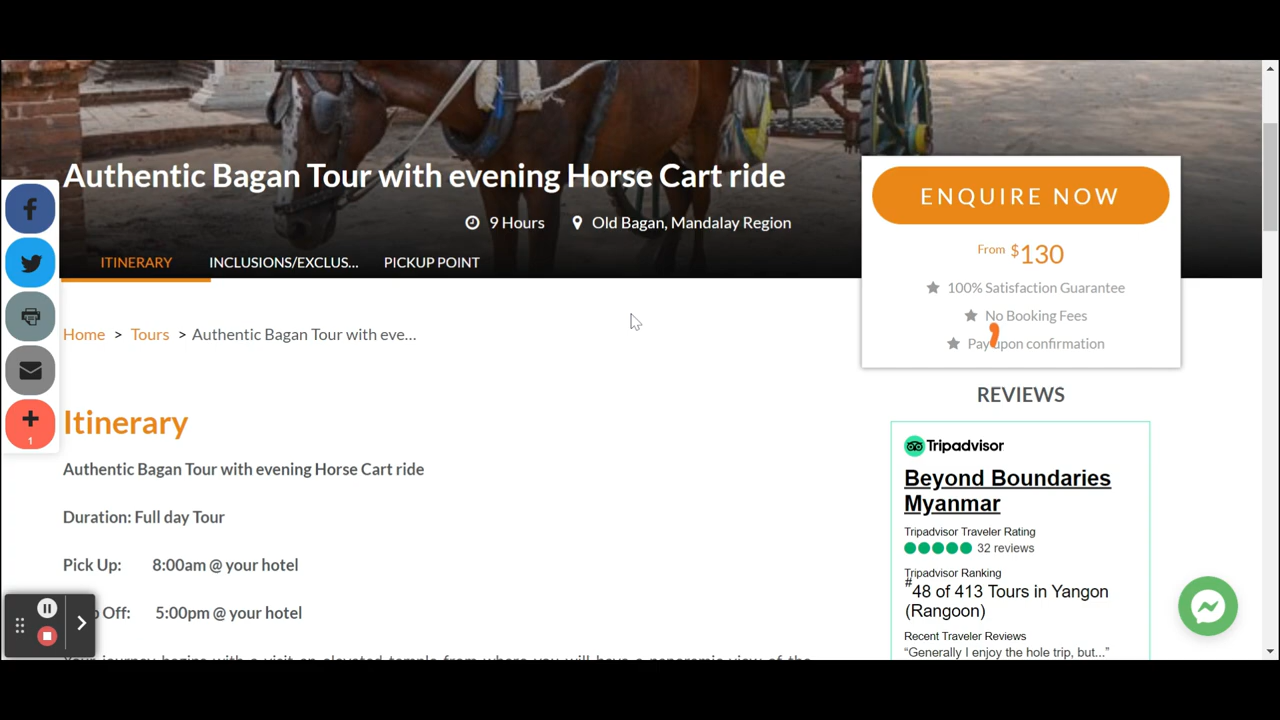 Authentic Bagan Tour with evening Horse Cart ride
9 Hours
Old Bagan, Mandalay Region
ITINERARY
INCLUSIONS/EXCLUS...
PICKUP POINT
ENQUIRE NOW
From $130
100% Satisfaction Guarantee
No Booking Fees
Pay upon confirmation
1
Home > Tours > Authentic Bagan Tour with eve...
Itinerary
Authentic Bagan Tour with evening Horse Cart ride
Duration: Full day Tour
Pick Up: 8:00am @ your hotel
Off: 5:00pm @ your hotel
REVIEWS
Tripadvisor
Beyond Boundaries
Myanmar
Tripadvisor Traveler Rating
32 reviews
Tripadvisor Ranking
#48 of 413 Tours in Yangon
(Rangoon)
Recent Traveler Reviews
“Generally I enjoy the hole trip, but...”